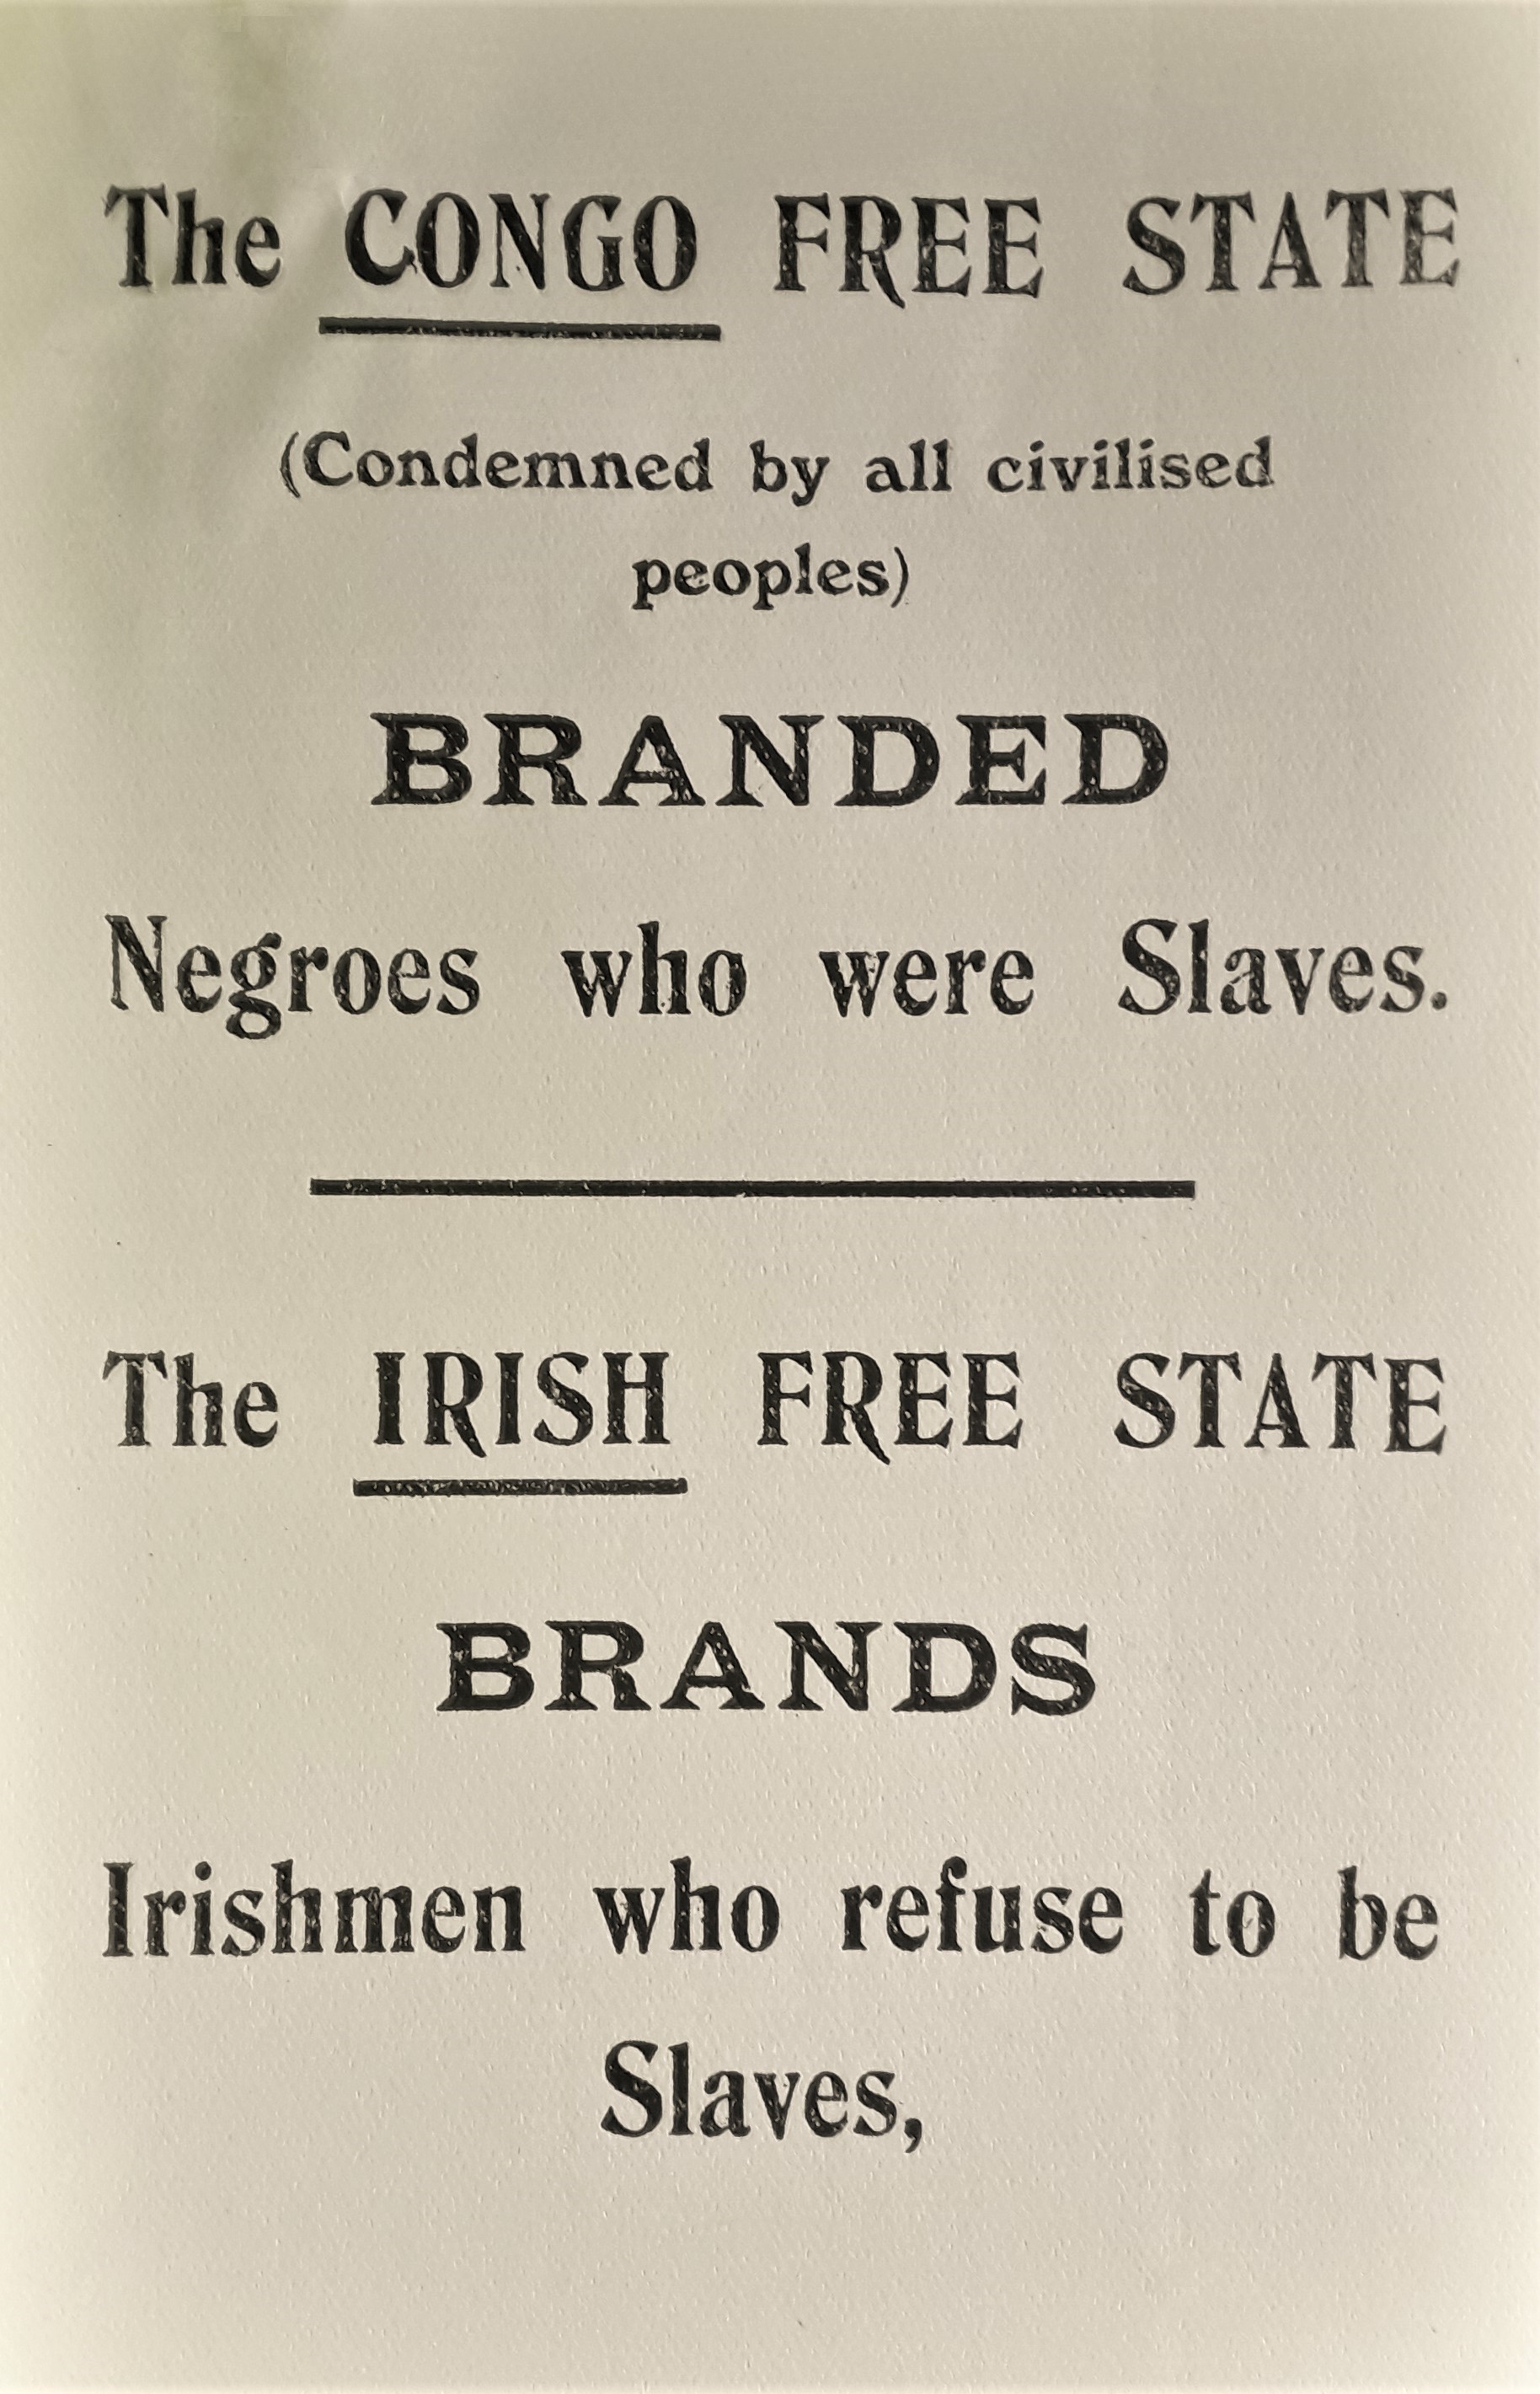 The CONGO FREE STATE
(Condemned by all civilised
peoples)
BRANDED
Negroes who were Slaves.
The IRISH FREE STATE
BRANDS
Irishmen who refuse to be
Slaves,